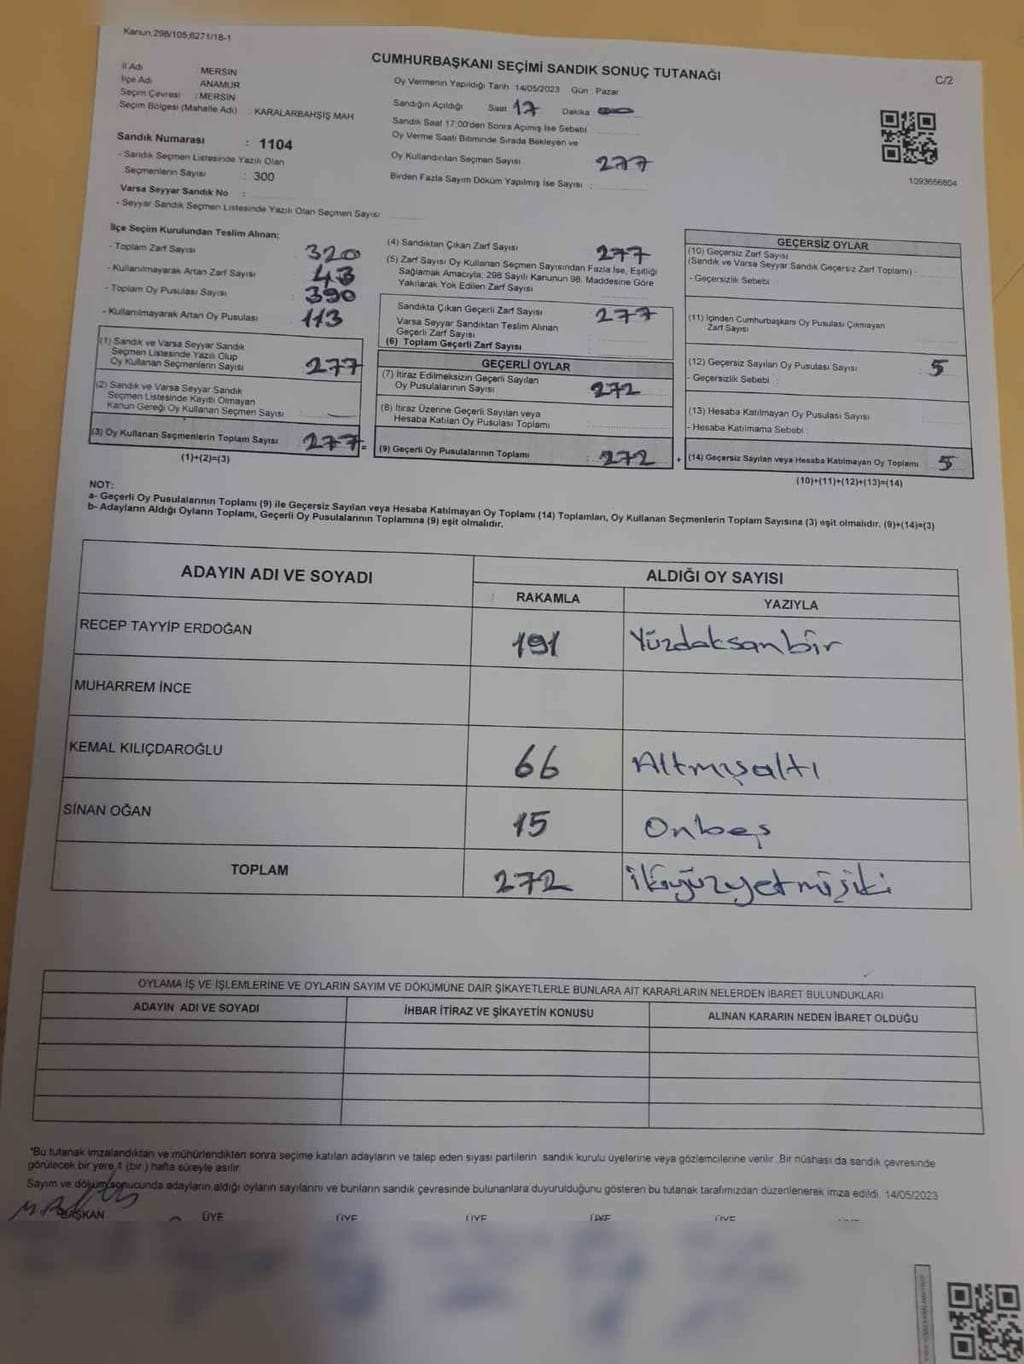 Kanun.298/105,6271/18-1
CUMHURBAŞKANI SEÇİMİ SANDIK SONUÇ TUTANAĞI
C/2
İl Adı MERSİN
İlçe Adı ANAMUR
Seçim Çevresi : MERSİN
Seçim Bölgesi (Mahalle Adı) : KARALARBAHŞIŞ MAH
Oy Vermenin Yapıldığı Tarih :14/05/2023 Gün : Pazar
Sandığın Açıldığı Saat 17 Dakika
Sandık Saat 17:00'den Sonra Açılmış İse Sebebi
Oy Verme Saati Bitiminde Sırada Bekleyen ve
Oy Kullandırılan Seçmen Sayısı 277
Birden Fazla Sayım Döküm Yapılmış İse Sayısı :
1093656804
Sandık Numarası : 1104
- Sandık Seçmen Listesinde Yazılı Olan
Seçmenlerin Sayısı : 300
Varsa Seyyar Sandık No :
- Seyyar Sandık Seçmen Listesinde Yazılı Olan Seçmen Sayısı
İlçe Seçim Kurulundan Teslim Alınan;
- Toplam Zarf Sayısı 320
- Kullanılmayarak Artan Zarf Sayısı 43
- Toplam Oy Pusulası Sayısı 390
- Kullanılmayarak Artan Oy Pusulası 113
(1) Sandık ve Varsa Seyyar Sandık
Seçmen Listesinde Yazılı Olup
Oy Kullanan Seçmenlerin Sayısı 277
(2) Sandık ve Varsa Seyyar Sandık
Seçmen Listesinde Kayıtlı Olmayan
Kanun Gereği Oy Kullanan Seçmen Sayısı
(3) Oy Kullanan Seçmenlerin Toplam Sayısı 277 =
(1)+(2)=(3)
(4) Sandıktan Çıkan Zarf Sayısı 277
(5) Zarf Sayısı Oy Kullanan Seçmen Sayısından Fazla İse, Eşitliği
Sağlamak Amacıyla; 298 Sayılı Kanunun 98. Maddesine Göre
Yakılarak Yok Edilen Zarf Sayısı
Sandıkta Çıkan Geçerli Zarf Sayısı 277
Varsa Seyyar Sandıktan Teslim Alınan
Geçerli Zarf Sayısı
(6) Toplam Geçerli Zarf Sayısı
GEÇERLİ OYLAR
(7) İtiraz Edilmeksizin Geçerli Sayılan
Oy Pusulalarının Sayısı 272
(8) İtiraz Üzerine Geçerli Sayılan veya
Hesaba Katılan Oy Pusulası Toplamı
(9) Geçerli Oy Pusulalarının Toplamı 272 +
GEÇERSİZ OYLAR
(10) Geçersiz Zarf Sayısı
(Sandık ve Varsa Seyyar Sandık Geçersiz Zarf Toplamı) :
- Geçersizlik Sebebi
(11) İçinden Cumhurbaşkanı Oy Pusulası Çıkmayan
Zarf Sayısı
(12) Geçersiz Sayılan Oy Pusulası Sayısı : 5
- Geçersizlik Sebebi :
(13) Hesaba Katılmayan Oy Pusulası Sayısı
- Hesaba Katılmama Sebebi :
(14) Geçersiz Sayılan veya Hesaba Katılmayan Oy Toplamı 5
(10)+(11)+(12)+(13)=(14)
NOT:
a- Geçerli Oy Pusulalarının Toplamı (9) ile Geçersiz Sayılan veya Hesaba Katılmayan Oy Toplamı (14) Toplamları, Oy Kullanan Seçmenlerin Toplam Sayısına (3) eşit olmalıdır. (9)+(14)=(3)
b- Adayların Aldığı Oyların Toplamı, Geçerli Oy Pusulalarının Toplamına (9) eşit olmalıdır.
ADAYIN ADI VE SOYADI ALDIĞI OY SAYISI
RAKAMLA YAZIYLA
RECEP TAYYİP ERDOĞAN 191 Yüzdaksanbir
MUHARREM İNCE
KEMAL KILIÇDAROĞLU 66 Altmışaltı
SİNAN OĞAN 15 Onbeş
TOPLAM 272 İkiyüzyetmişiki
OYLAMA İŞ VE İŞLEMLERİNE VE OYLARIN SAYIM VE DÖKÜMÜNE DAİR ŞİKAYETLERLE BUNLARA AİT KARARLARIN NELERDEN İBARET BULUNDUKLARI
ADAYIN ADI VE SOYADI İHBAR İTİRAZ VE ŞİKAYETİN KONUSU ALINAN KARARIN NEDEN İBARET OLDUĞU
*Bu tutanak imzalandıktan ve mühürlendikten sonra seçime katılan adayların ve talep eden siyasi partilerin sandık kurulu üyelerine veya gözlemcilerine verilir. Bir nüshası da sandık çevresinde
görülecek bir yere 1 (bir ) hafta süreyle asılır.
Sayım ve döküm sonucunda adayların aldığı oyların sayılarını ve bunların sandık çevresinde bulunanlara duyurulduğunu gösteren bu tutanak tarafımızdan düzenlenerek imza edildi. 14/05/2023
BAŞKAN ÜYE ÜYE ÜYE ÜYE ÜYE